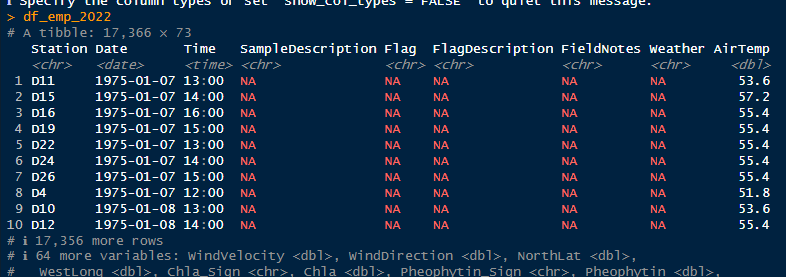 ℹ Specify the column types or set `show_col_types = FALSE` to quiet this message.
> df_emp_2022
# A tibble: 17,366 × 73
Station Date Time SampleDescription Flag FlagDescription FieldNotes Weather AirTemp
<chr> <date> <time> <chr> <chr> <chr> <chr> <chr> <dbl>
1 D11 1975-01-07 13:00 NA NA NA NA NA 53.6
2 D15 1975-01-07 14:00 NA NA NA NA NA 57.2
3 D16 1975-01-07 16:00 NA NA NA NA NA 55.4
4 D19 1975-01-07 15:00 NA NA NA NA NA 55.4
5 D22 1975-01-07 13:00 NA NA NA NA NA 55.4
6 D24 1975-01-07 14:00 NA NA NA NA NA 55.4
7 D26 1975-01-07 15:00 NA NA NA NA NA 55.4
8 D4 1975-01-07 12:00 NA NA NA NA NA 51.8
9 D10 1975-01-08 13:00 NA NA NA NA NA 53.6
10 D12 1975-01-08 14:00 NA NA NA NA NA 55.4
# ℹ 17,356 more rows
# ℹ 64 more variables: WindVelocity <dbl>, WindDirection <dbl>, NorthLat <dbl>,
# WestLong <dbl>, Chla_Sign <chr>, Chla <dbl>, Pheophytin_Sign <chr>, Pheophytin <dbl>,